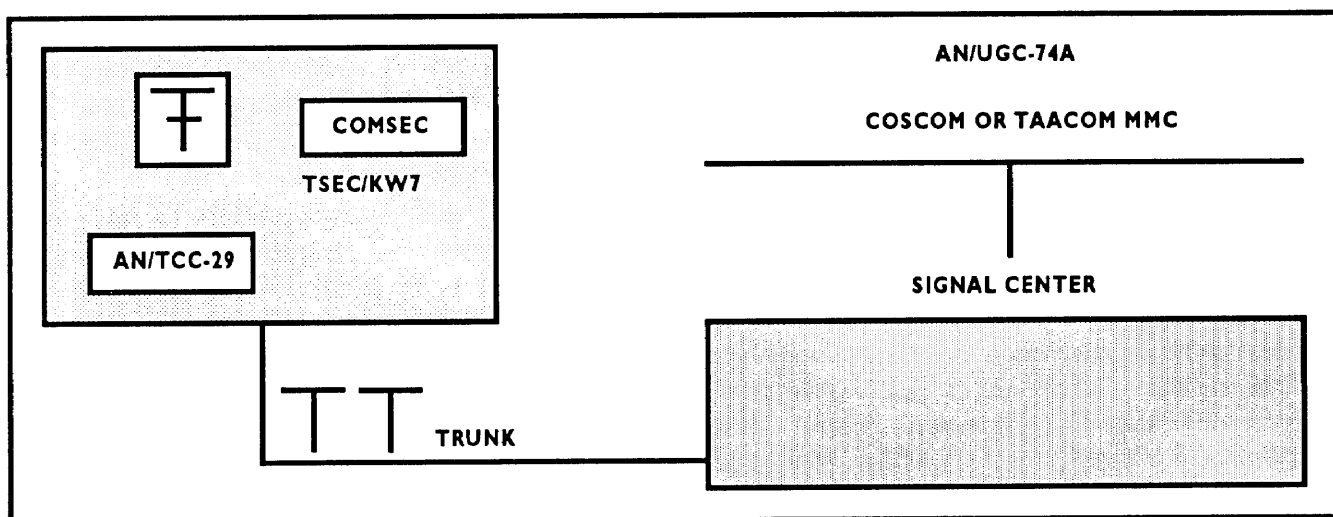 COMSEC
TSEC/KW7
AN/TCC-29
TRUNK
AN/UGC-74A
COSCOM OR TAACOM MMC
SIGNAL CENTER